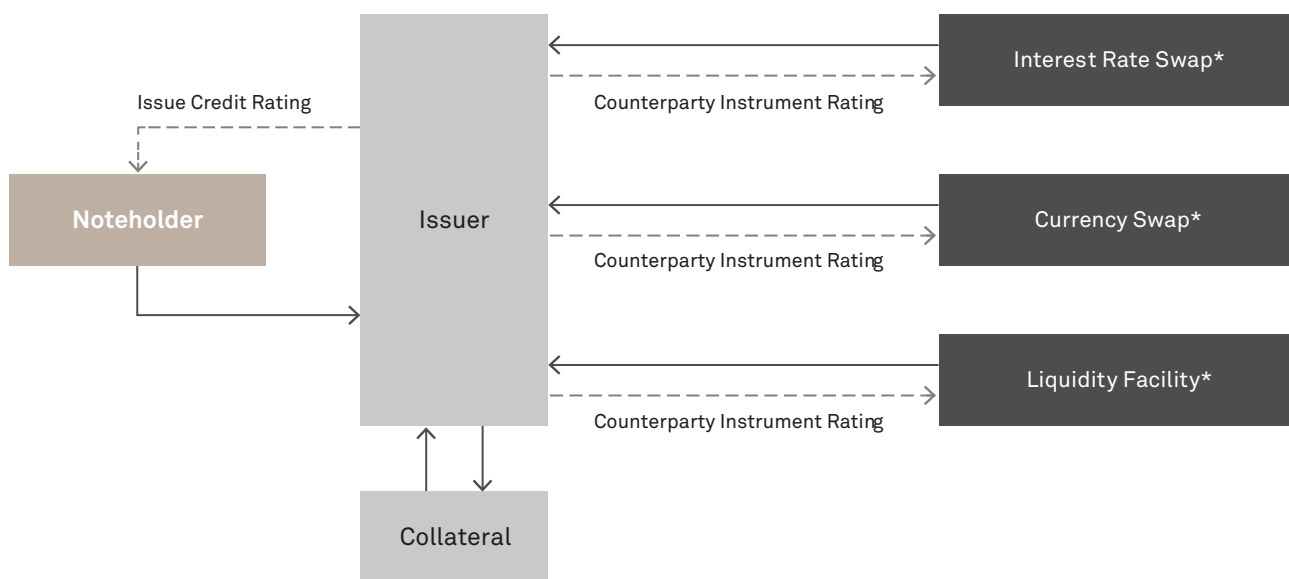 Interest Rate Swap*
Issue Credit Rating
Counterparty Instrument Rating
Noteholder
Issuer
Currency Swap*
Counterparty Instrument Rating
Liquidity Facility*
Counterparty Instrument Rating
Collateral